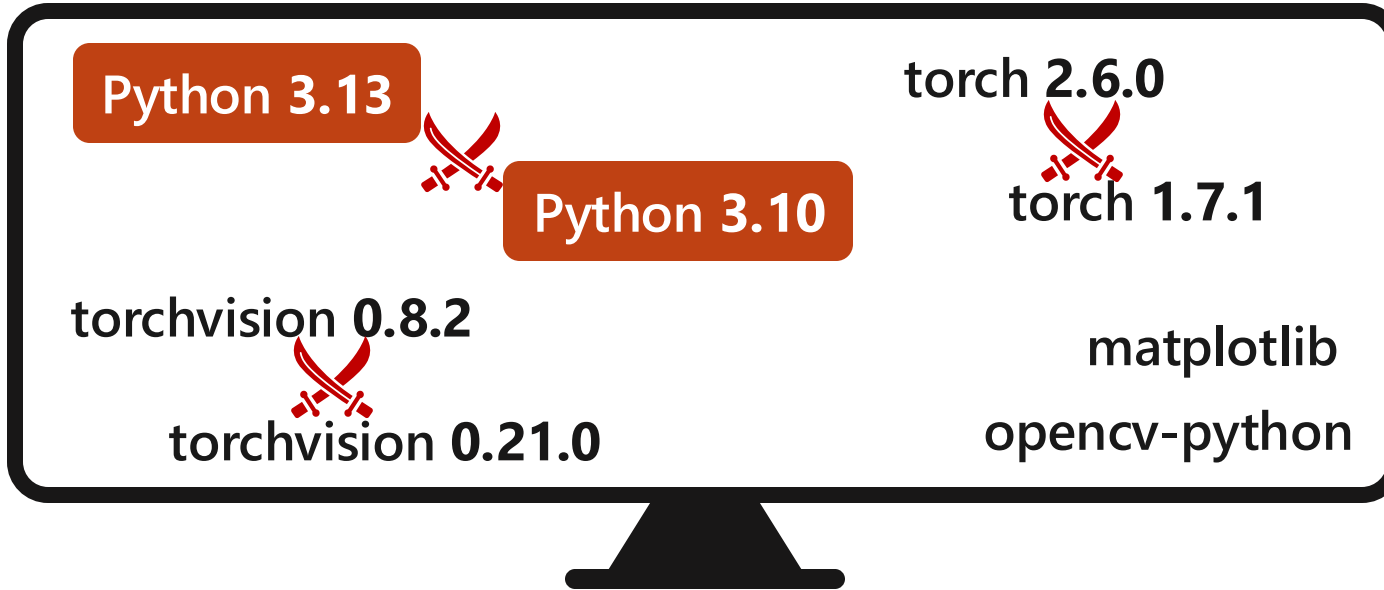 Python 3.13
torch 2.6.0
Python 3.10
torch 1.7.1
torchvision 0.8.2
matplotlib
torchvision 0.21.0
opencv-python